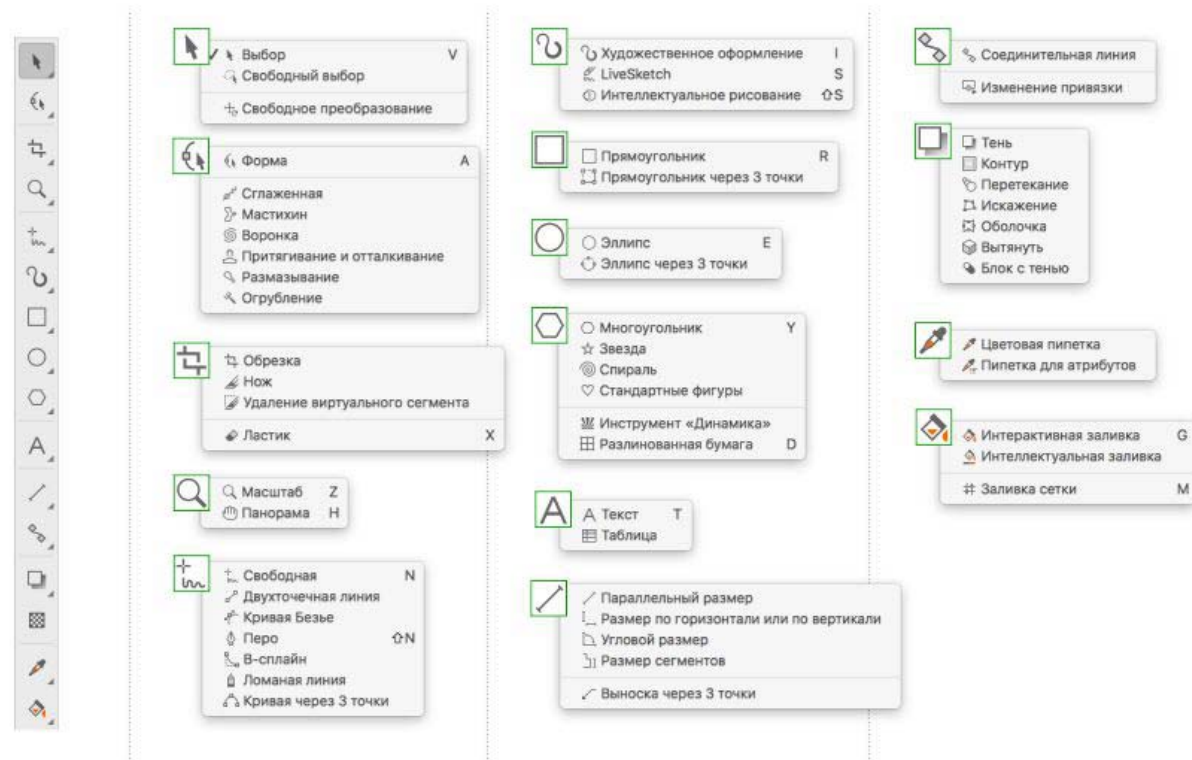 Выбор
Свободный выбор
Свободное преобразование
Форма A
Сглаженная
Мастихин
Воронка
Притягивание и отталкивание
Размазывание
Огрубление
Обрезка
Нож
Удаление виртуального сегмента
Ластик X
Масштаб Z
Панорама H
Свободная N
Двухточечная линия
Кривая Безье
Перо ⇧N
B-сплайн
Ломаная линия
Кривая через 3 точки
удожественное оформление
LiveSketch
Интеллектуальное рисование
Прямоугольник R
Прямоугольник через 3 точки
Эллипс E
Эллипс через 3 точки
Многоугольник Y
Звезда
Спираль
Стандартные фигуры
Инструмент «Динамика»
Разлинованная бумага D
Текст T
Таблица
Параллельный размер
Размер по горизонтали или по вертикали
Угловой размер
Размер сегментов
Выноска через 3 точки
Соединительная линия
Изменение привязки
Тень
Контур
Перетекание
Искажение
Оболочка
Вытянуть
Блок с тенью
Цветовая пипетка
Пипетка для атрибутов
Интерактивная заливка G
Интеллектуальная заливка
Заливка сетки M